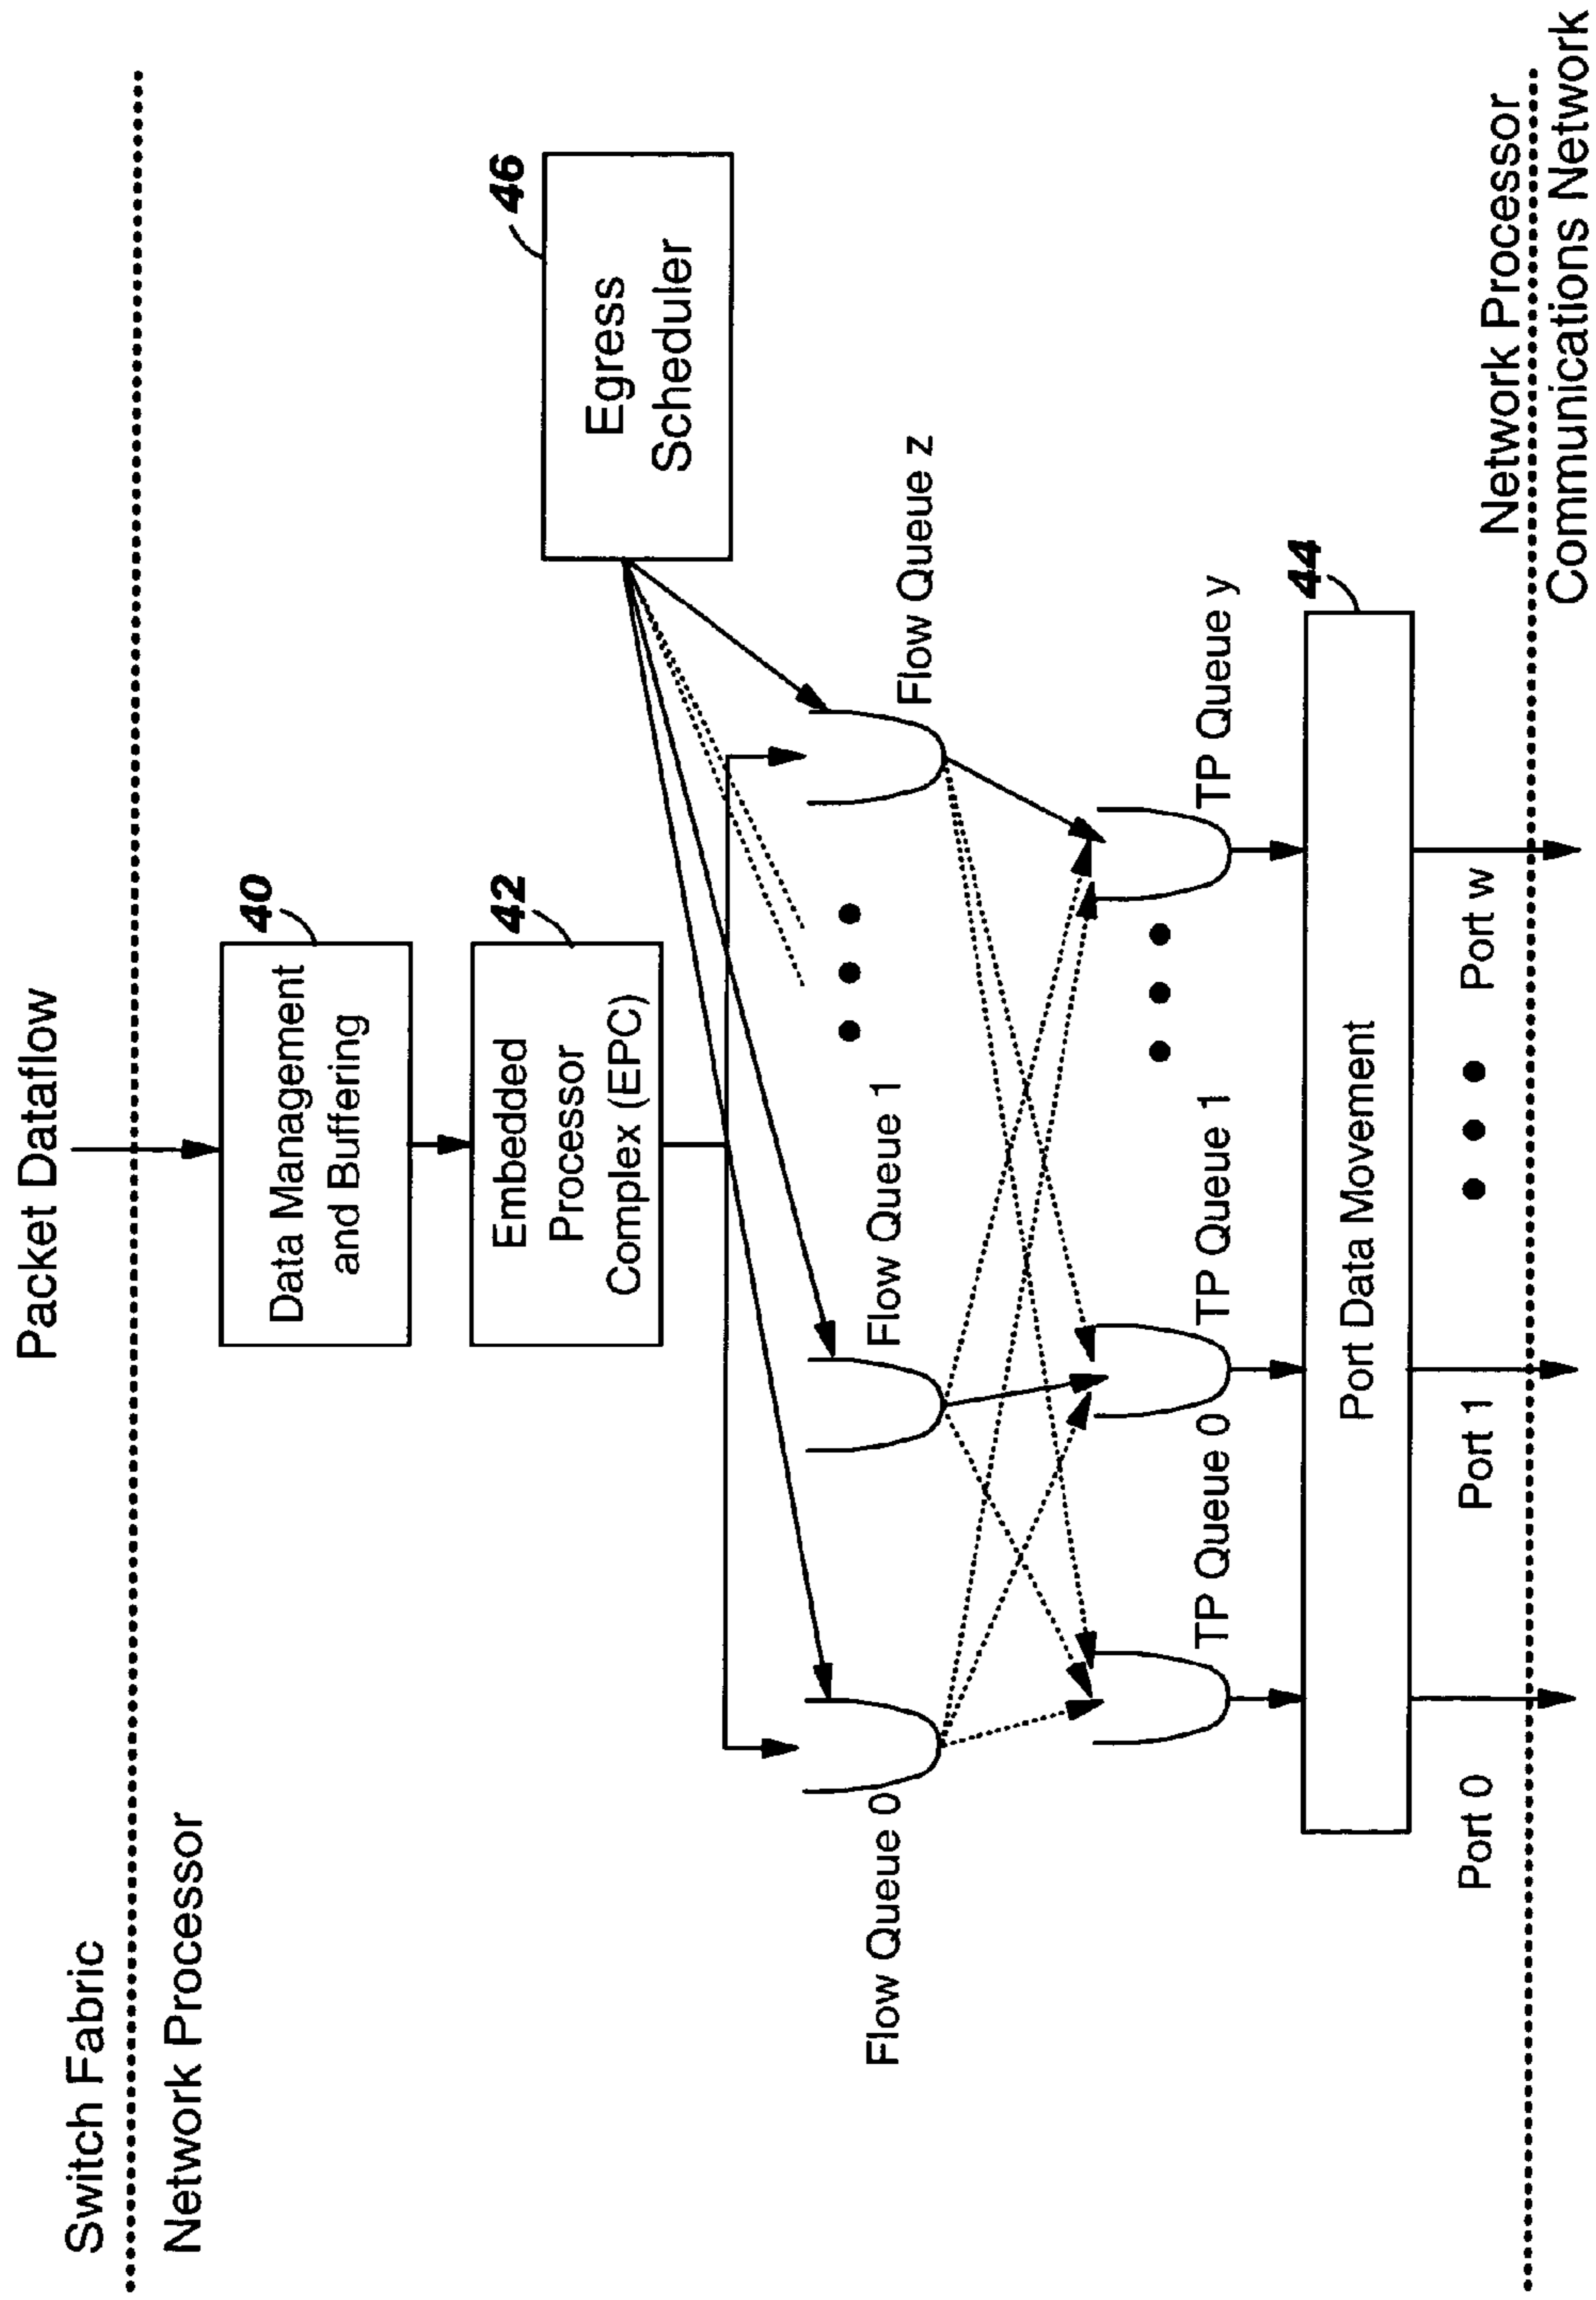 Packet Dataflow
Switch Fabric
Network Processor
40
Data Management
and Buffering
42
Embedded
Processor
Complex (EPC)
46
Egress
Scheduler
Flow Queue 0
Flow Queue 1
Flow Queue z
TP Queue 0
TP Queue 1
TP Queue y
44
Port Data Movement
Port 0
Port 1
Port w
Network Processor
Communications Network